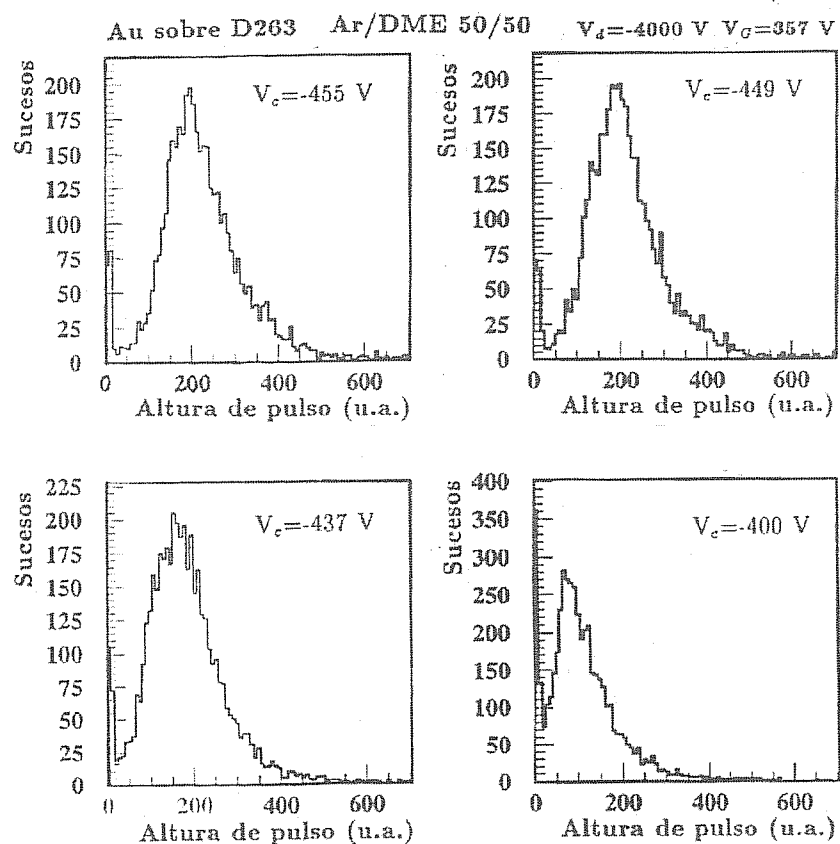 Au sobre D263 Ar/DME 50/50 V_d=-4000 V V_G=357 V
Sucesos
200
175
150
125
100
75
50
25
0
V_c=-455 V
0 200 400 600
Altura de pulso (u.a.)
Sucesos
200
175
150
125
100
75
50
25
0
V_c=-449 V
0 200 400 600
Altura de pulso (u.a.)
Sucesos
225
200
175
150
125
100
75
50
25
0
V_c=-437 V
0 200 400 600
Altura de pulso (u.a.)
Sucesos
400
350
300
250
200
150
100
50
0
V_c=-400 V
0 200 400 600
Altura de pulso (u.a.)